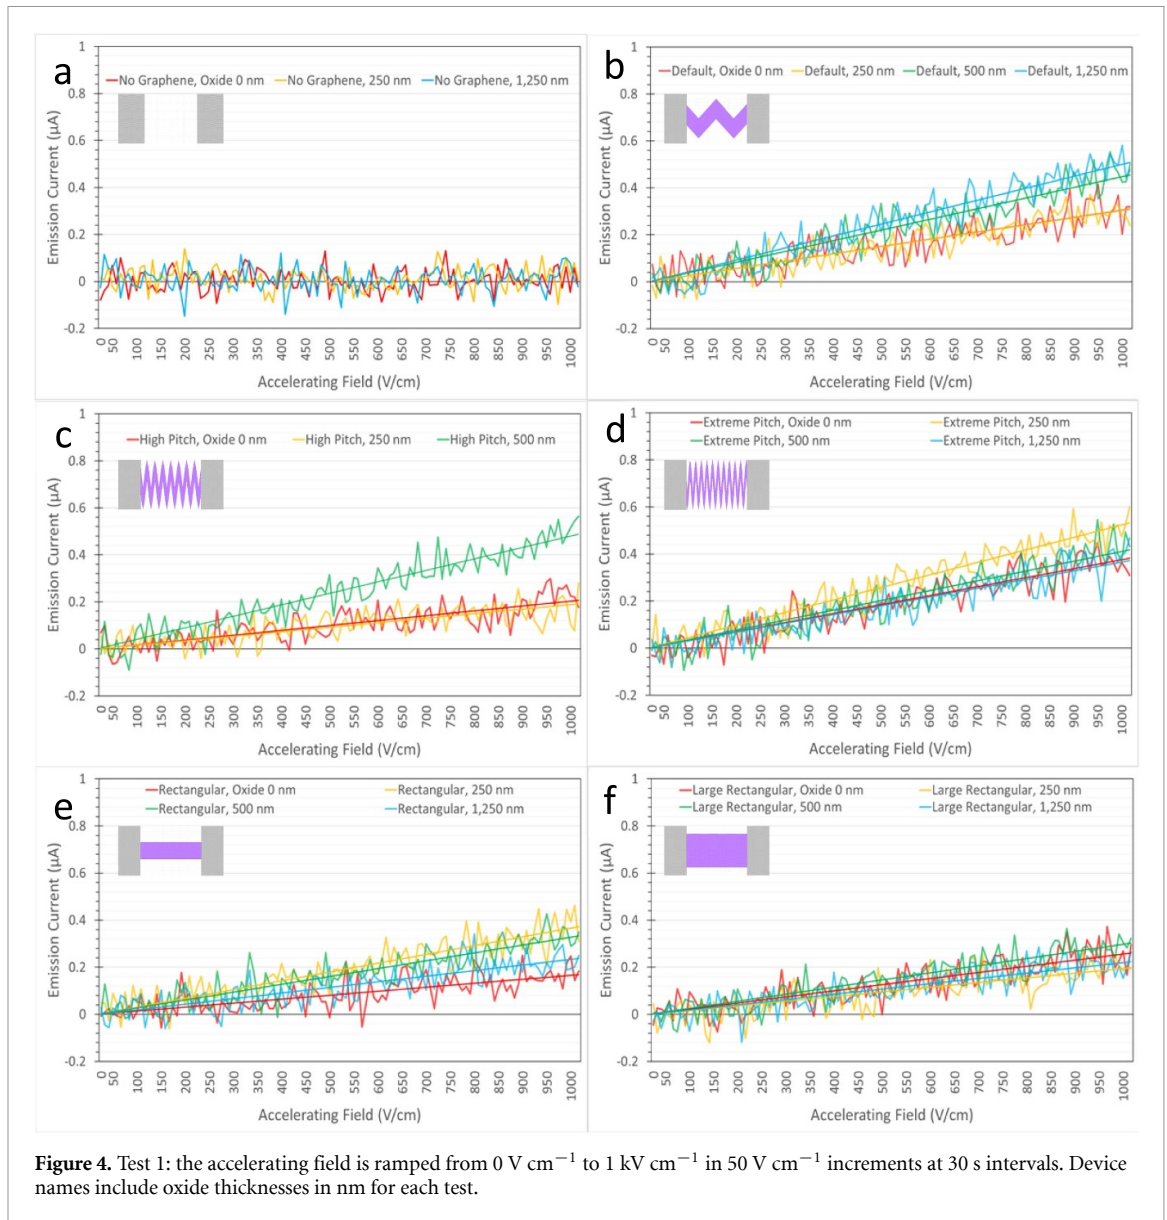 a
No Graphene, Oxide 0 nm No Graphene, 250 nm No Graphene, 1,250 nm
Emission Current (µA)
1
0.8
0.6
0.4
0.2
0
-0.2
0 50 100 150 200 250 300 350 400 450 500 550 600 650 700 750 800 850 900 950 1000
Accelerating Field (V/cm)
b
Default, Oxide 0 nm Default, 250 nm Default, 500 nm Default, 1,250 nm
Emission Current (µA)
1
0.8
0.6
0.4
0.2
0
-0.2
0 50 100 150 200 250 300 350 400 450 500 550 600 650 700 750 800 850 900 950 1000
Accelerating Field (V/cm)
c
High Pitch, Oxide 0 nm High Pitch, 250 nm High Pitch, 500 nm
Emission Current (µA)
1
0.8
0.6
0.4
0.2
0
-0.2
0 50 100 150 200 250 300 350 400 450 500 550 600 650 700 750 800 850 900 950 1000
Accelerating Field (V/cm)
d
Extreme Pitch, Oxide 0 nm Extreme Pitch, 250 nm
Extreme Pitch, 500 nm Extreme Pitch, 1,250 nm
Emission Current (µA)
1
0.8
0.6
0.4
0.2
0
-0.2
0 50 100 150 200 250 300 350 400 450 500 550 600 650 700 750 800 850 900 950 1000
Accelerating Field (V/cm)
e
Rectangular, Oxide 0 nm Rectangular, 250 nm
Rectangular, 500 nm Rectangular, 1,250 nm
Emission Current (µA)
1
0.8
0.6
0.4
0.2
0
-0.2
0 50 100 150 200 250 300 350 400 450 500 550 600 650 700 750 800 850 900 950 1000
Accelerating Field (V/cm)
f
Large Rectangular, Oxide 0 nm Large Rectangular, 250 nm
Large Rectangular, 500 nm Large Rectangular, 1,250 nm
Emission Current (µA)
1
0.8
0.6
0.4
0.2
0
-0.2
0 50 100 150 200 250 300 350 400 450 500 550 600 650 700 750 800 850 900 950 1000
Accelerating Field (V/cm)
Figure 4. Test 1: the accelerating field is ramped from 0 V cm⁻¹ to 1 kV cm⁻¹ in 50 V cm⁻¹ increments at 30 s intervals. Device
names include oxide thicknesses in nm for each test.